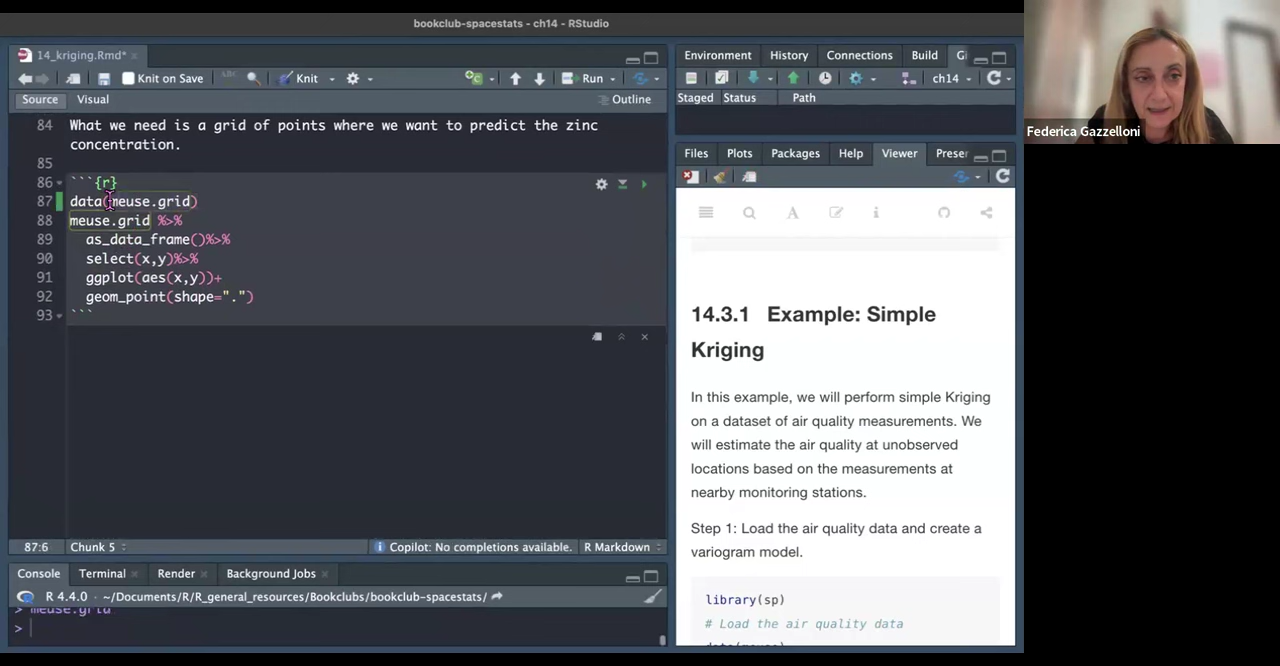 bookclub-spacestats - ch14 - RStudio
14_kriging.Rmd*
Knit on Save
ABC
Knit
Run
Source
Visual
Outline
84 What we need is a grid of points where we want to predict the zinc
concentration.
85
86 ```{r}
87 data(meuse.grid)
88 meuse.grid %>%
89 as_data_frame()%>%
90 select(x,y)%>%
91 ggplot(aes(x,y))+
92 geom_point(shape=".")
93 ```
87:6
Chunk 5
Copilot: No completions available.
R Markdown
Console
Terminal
Render
Background Jobs
R 4.4.0 · ~/Documents/R/R_general_resources/Bookclubs/bookclub-spacestats/
> meuse.grid
>
Environment
History
Connections
Build
Gi
ch14
Staged
Status
Path
Files
Plots
Packages
Help
Viewer
Preser
14.3.1 Example: Simple
Kriging
In this example, we will perform simple Kriging
on a dataset of air quality measurements. We
will estimate the air quality at unobserved
locations based on the measurements at
nearby monitoring stations.
Step 1: Load the air quality data and create a
variogram model.
library(sp)
# Load the air quality data
Federica Gazzelloni